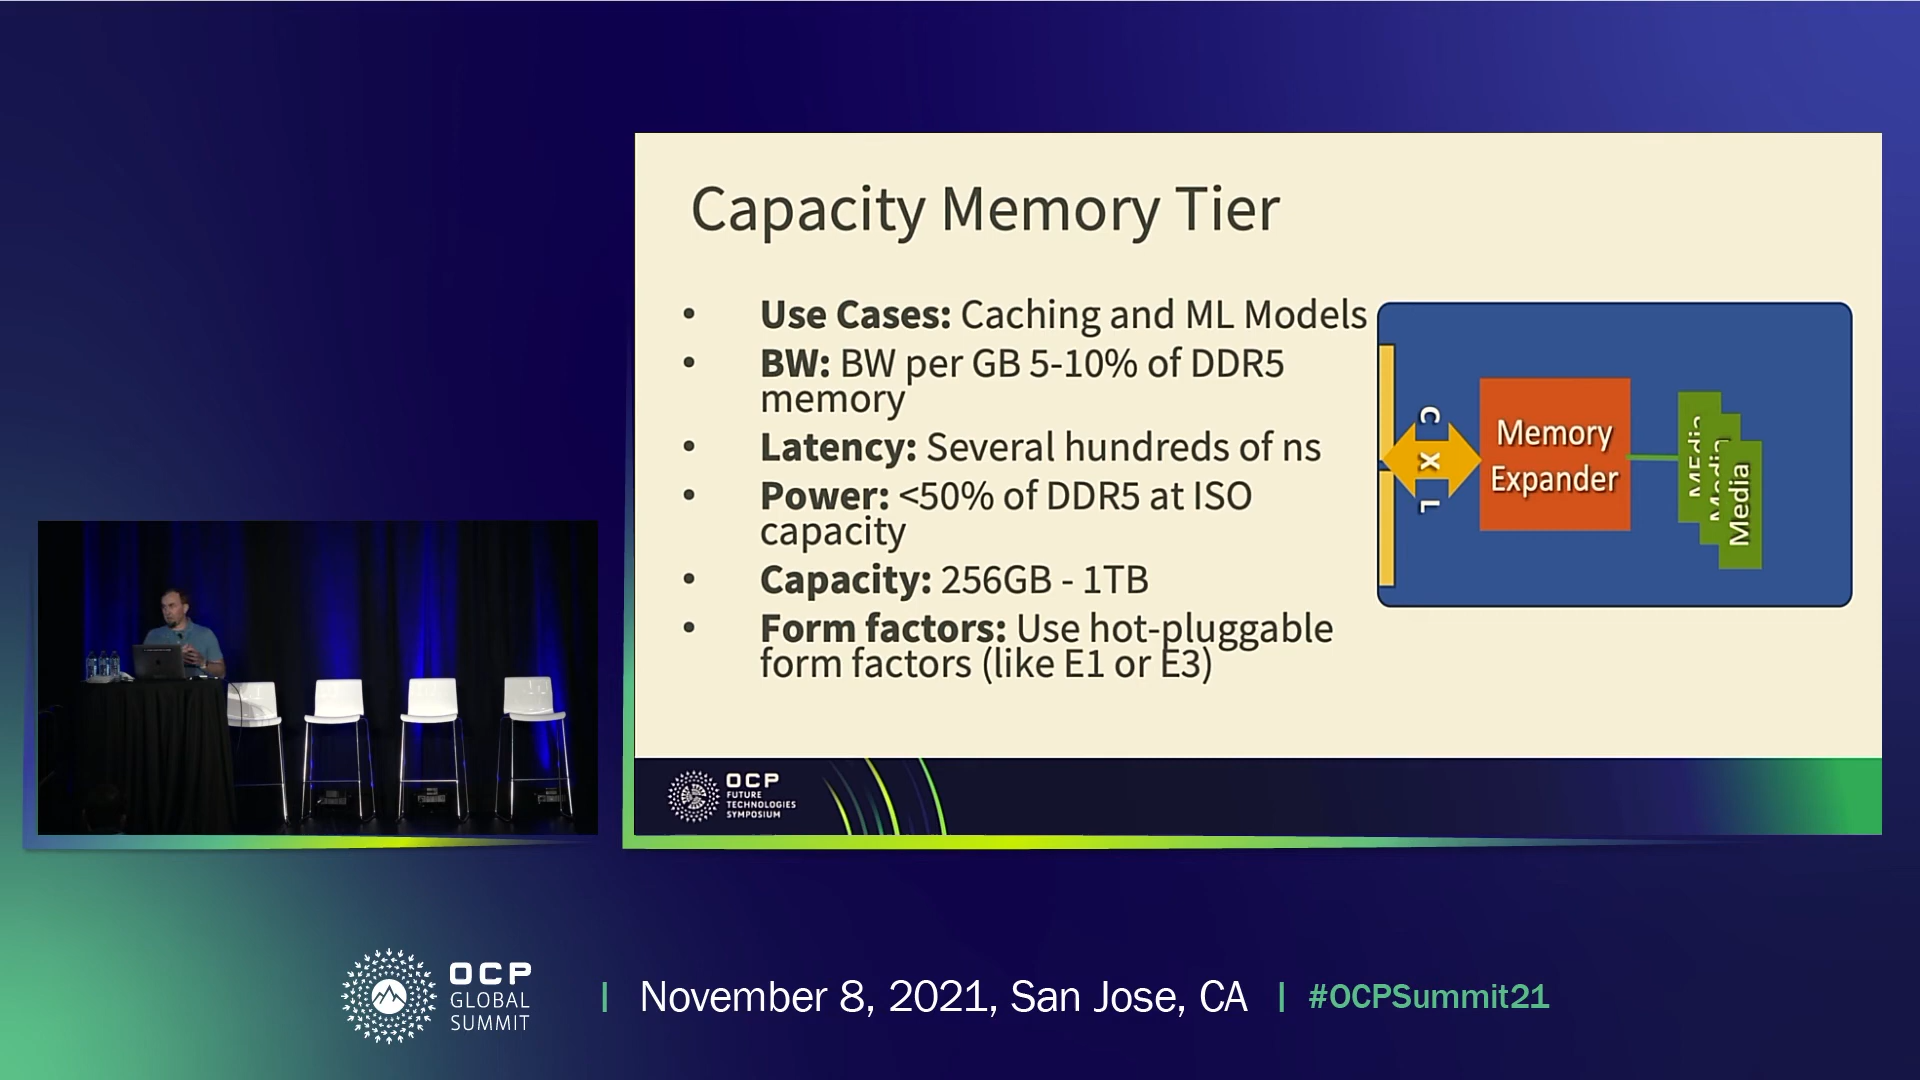 Capacity Memory Tier
• Use Cases: Caching and ML Models
• BW: BW per GB 5-10% of DDR5
memory
• Latency: Several hundreds of ns
• Power: <50% of DDR5 at ISO
capacity
• Capacity: 256GB - 1TB
• Form factors: Use hot-pluggable
form factors (like E1 or E3)
C X L
Memory
Expander
MEdia
Media
Media
OCP
FUTURE
TECHNOLOGIES
SYMPOSIUM
OCP
GLOBAL
SUMMIT
| November 8, 2021, San Jose, CA | #OCPSummit21